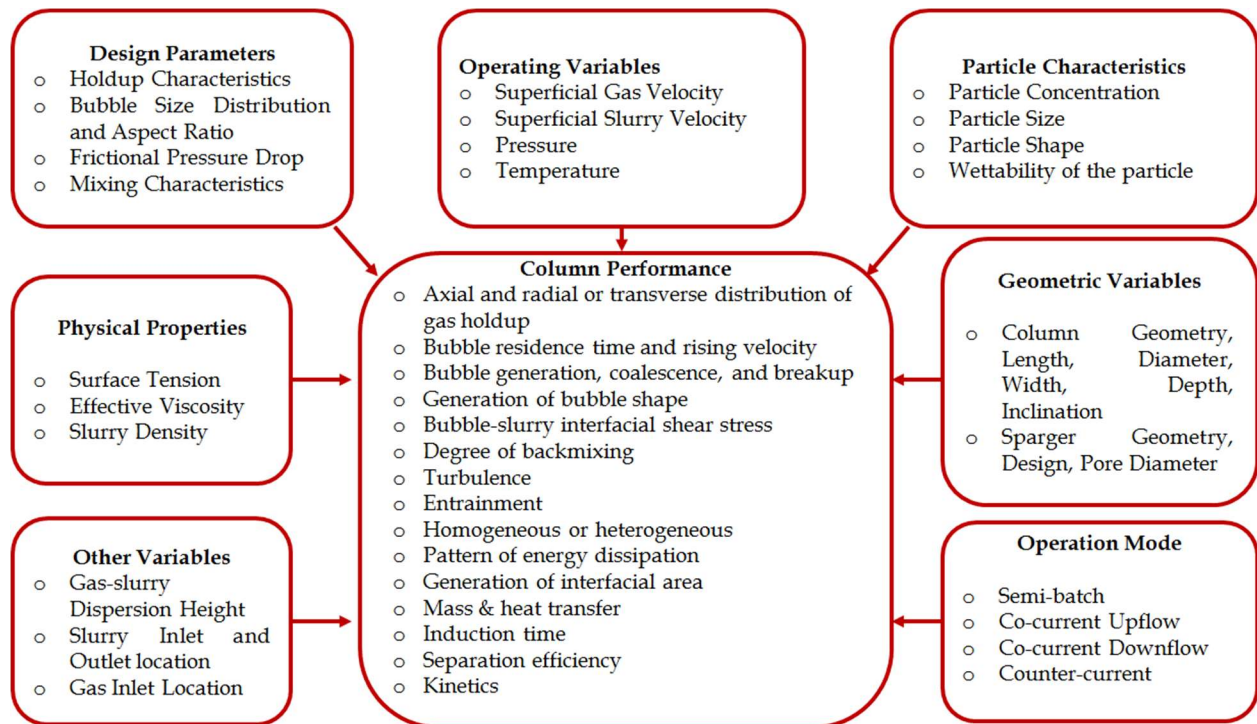 Design Parameters
o Holdup Characteristics
o Bubble Size Distribution
and Aspect Ratio
o Frictional Pressure Drop
o Mixing Characteristics
Operating Variables
o Superficial Gas Velocity
o Superficial Slurry Velocity
o Pressure
o Temperature
Particle Characteristics
o Particle Concentration
o Particle Size
o Particle Shape
o Wettability of the particle
Physical Properties
o Surface Tension
o Effective Viscosity
o Slurry Density
Column Performance
o Axial and radial or transverse distribution of
gas holdup
o Bubble residence time and rising velocity
o Bubble generation, coalescence, and breakup
o Generation of bubble shape
o Bubble-slurry interfacial shear stress
o Degree of backmixing
o Turbulence
o Entrainment
o Homogeneous or heterogeneous
o Pattern of energy dissipation
o Generation of interfacial area
o Mass & heat transfer
o Induction time
o Separation efficiency
o Kinetics
Geometric Variables
o Column Geometry,
Length, Diameter,
Width, Depth,
Inclination
o Sparger Geometry,
Design, Pore Diameter
Other Variables
o Gas-slurry
Dispersion Height
o Slurry Inlet and
Outlet location
o Gas Inlet Location
Operation Mode
o Semi-batch
o Co-current Upflow
o Co-current Downflow
o Counter-current